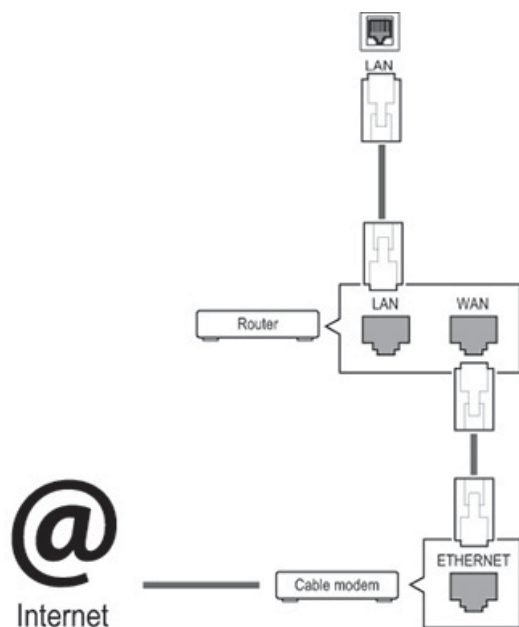 LAN
LAN WAN
Router
ETHERNET
@
Cable modem
Internet